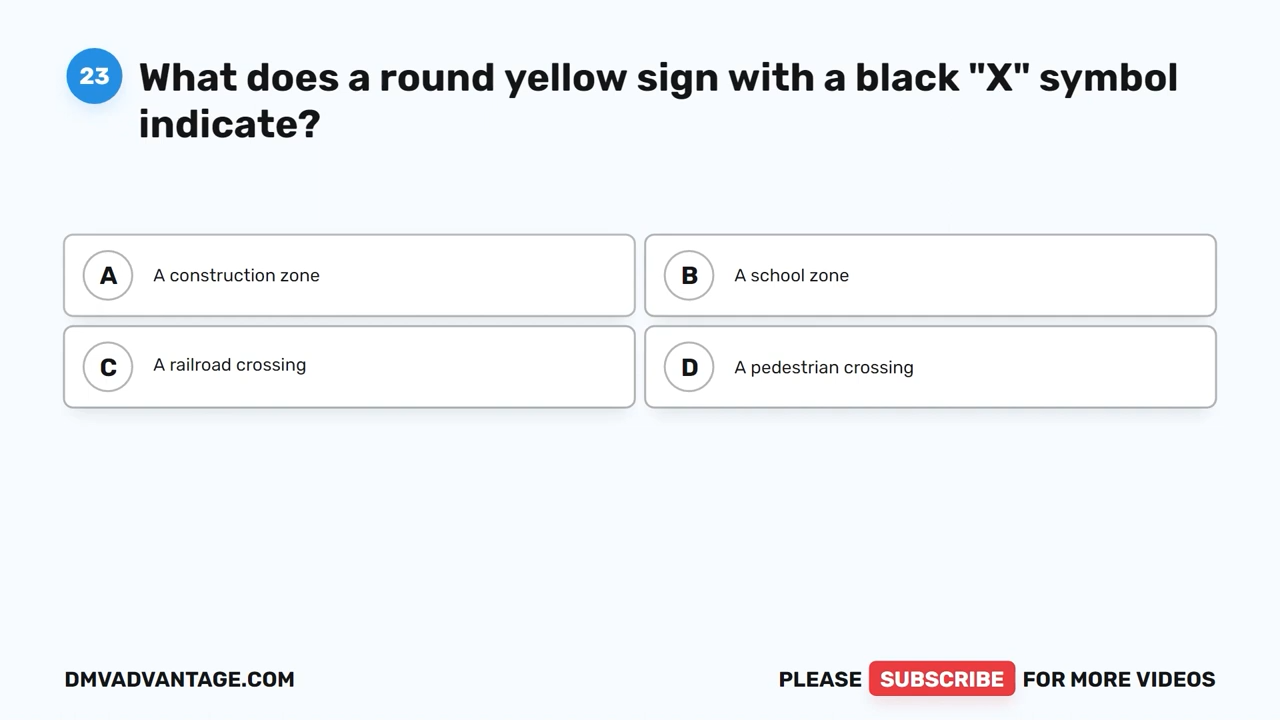 23
What does a round yellow sign with a black "X" symbol
indicate?
A A construction zone
B A school zone
C A railroad crossing
D A pedestrian crossing
DMVADVANTAGE.COM
PLEASE SUBSCRIBE FOR MORE VIDEOS